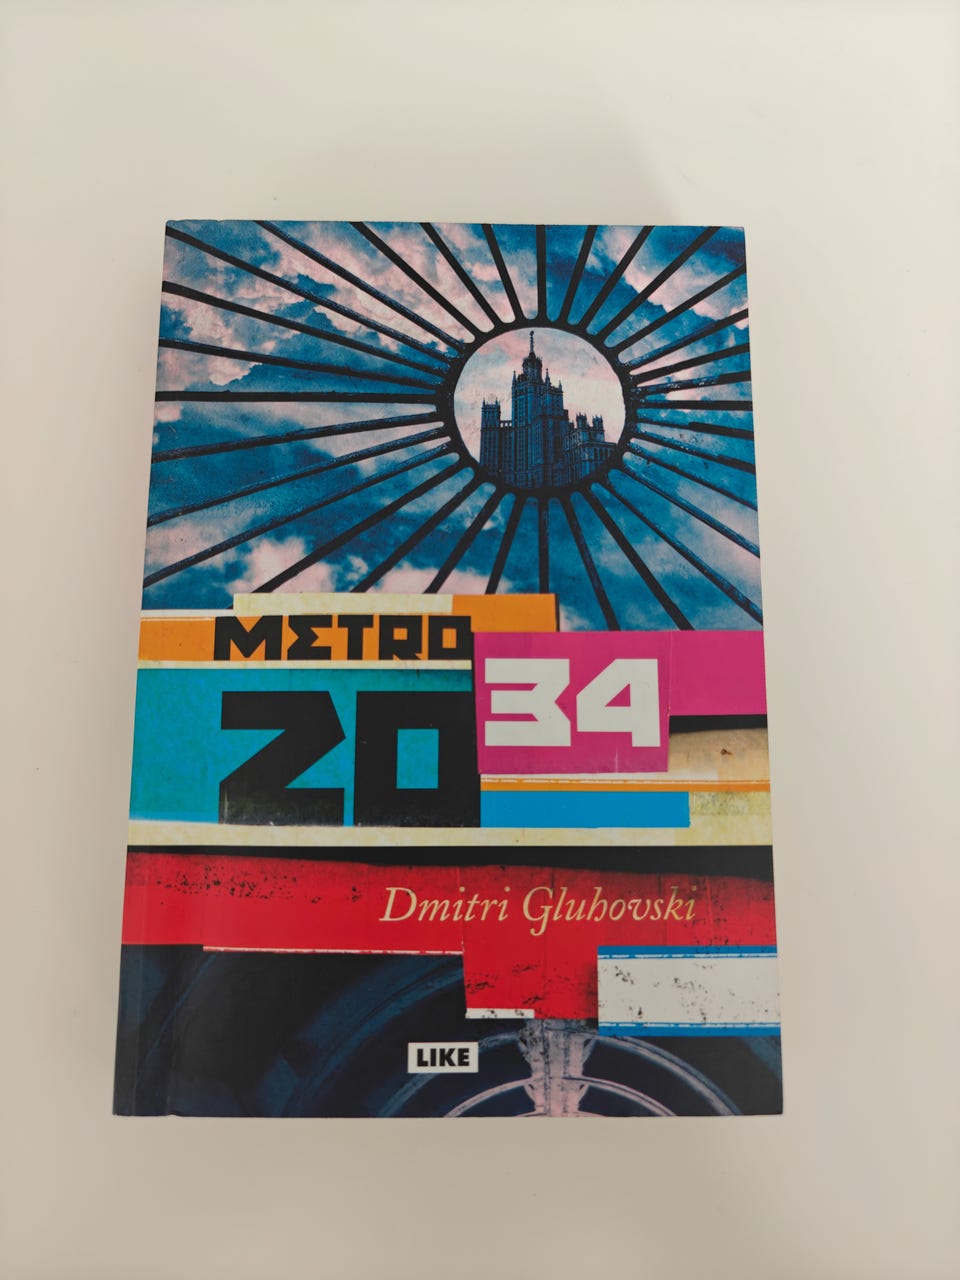 METRO
2034
Dmitri Gluhovski
LIKE